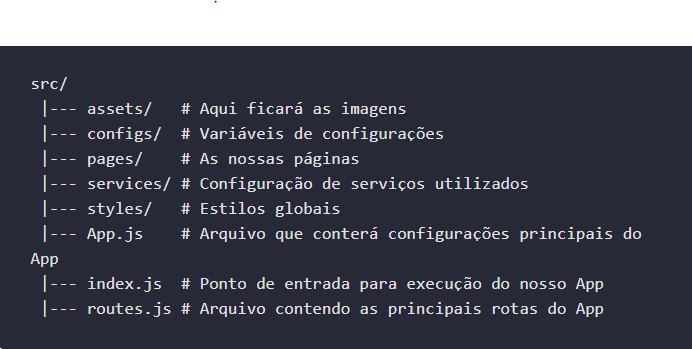 src/
|--- assets/ # Aqui ficará as imagens
|--- configs/ # Variáveis de configurações
|--- pages/ # As nossas páginas
|--- services/ # Configuração de serviços utilizados
|--- styles/ # Estilos globais
|--- App.js # Arquivo que conterá configurações principais do
App
|--- index.js # Ponto de entrada para execução do nosso App
|--- routes.js # Arquivo contendo as principais rotas do App